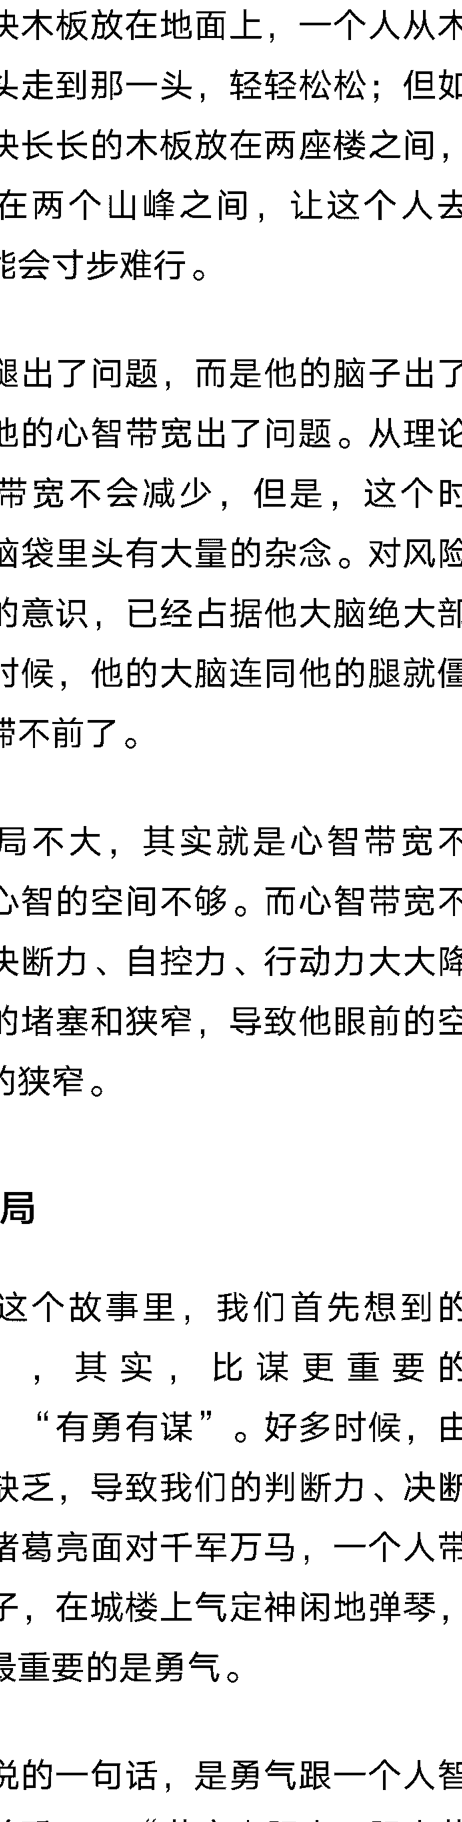 块木板放在地面上，一个人从木
头走到那一头，轻轻松松；但如
块长长的木板放在两座楼之间，
在两个山峰之间，让这个人去
能会寸步难行。
腿出了问题，而是他的脑子出了
他的心智带宽出了问题。从理论
带宽不会减少，但是，这个时
脑袋里头有大量的杂念。对风险
的意识，已经占据他大脑绝大部
时候，他的大脑连同他的腿就僵
滞不前了。
局不大，其实就是心智带宽不
心智的空间不够。而心智带宽不
决断力、自控力、行动力大大降
的堵塞和狭窄，导致他眼前的空
的狭窄。
局
这个故事里，我们首先想到的
，其实，比谋更重要的
“有勇有谋”。好多时候，由
缺乏，导致我们的判断力、决断
诸葛亮面对千军万马，一个人带
子，在城楼上气定神闲地弹琴，
最重要的是勇气。
说的一句话，是勇气跟一个人智